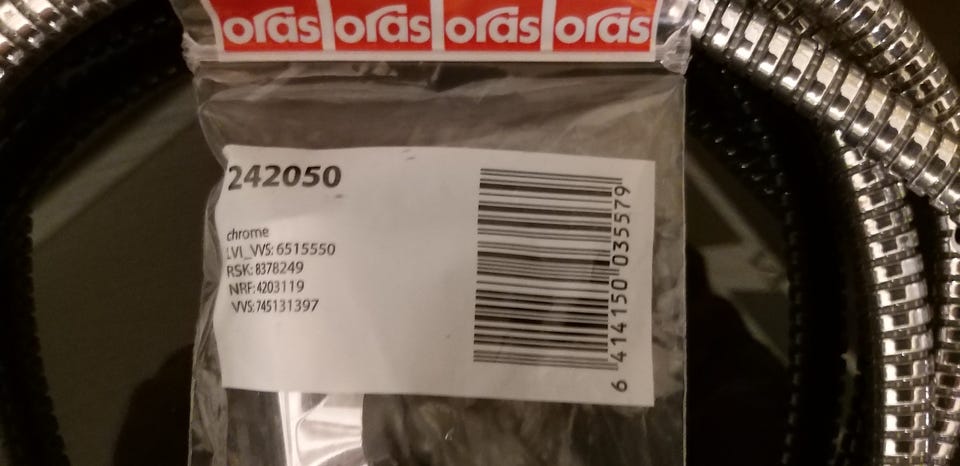 oras oras oras oras
242050
chrome
LVI_VVS: 6515550
RSK: 8378249
NRF: 4203119
VVS: 745131397
6 414150 035579